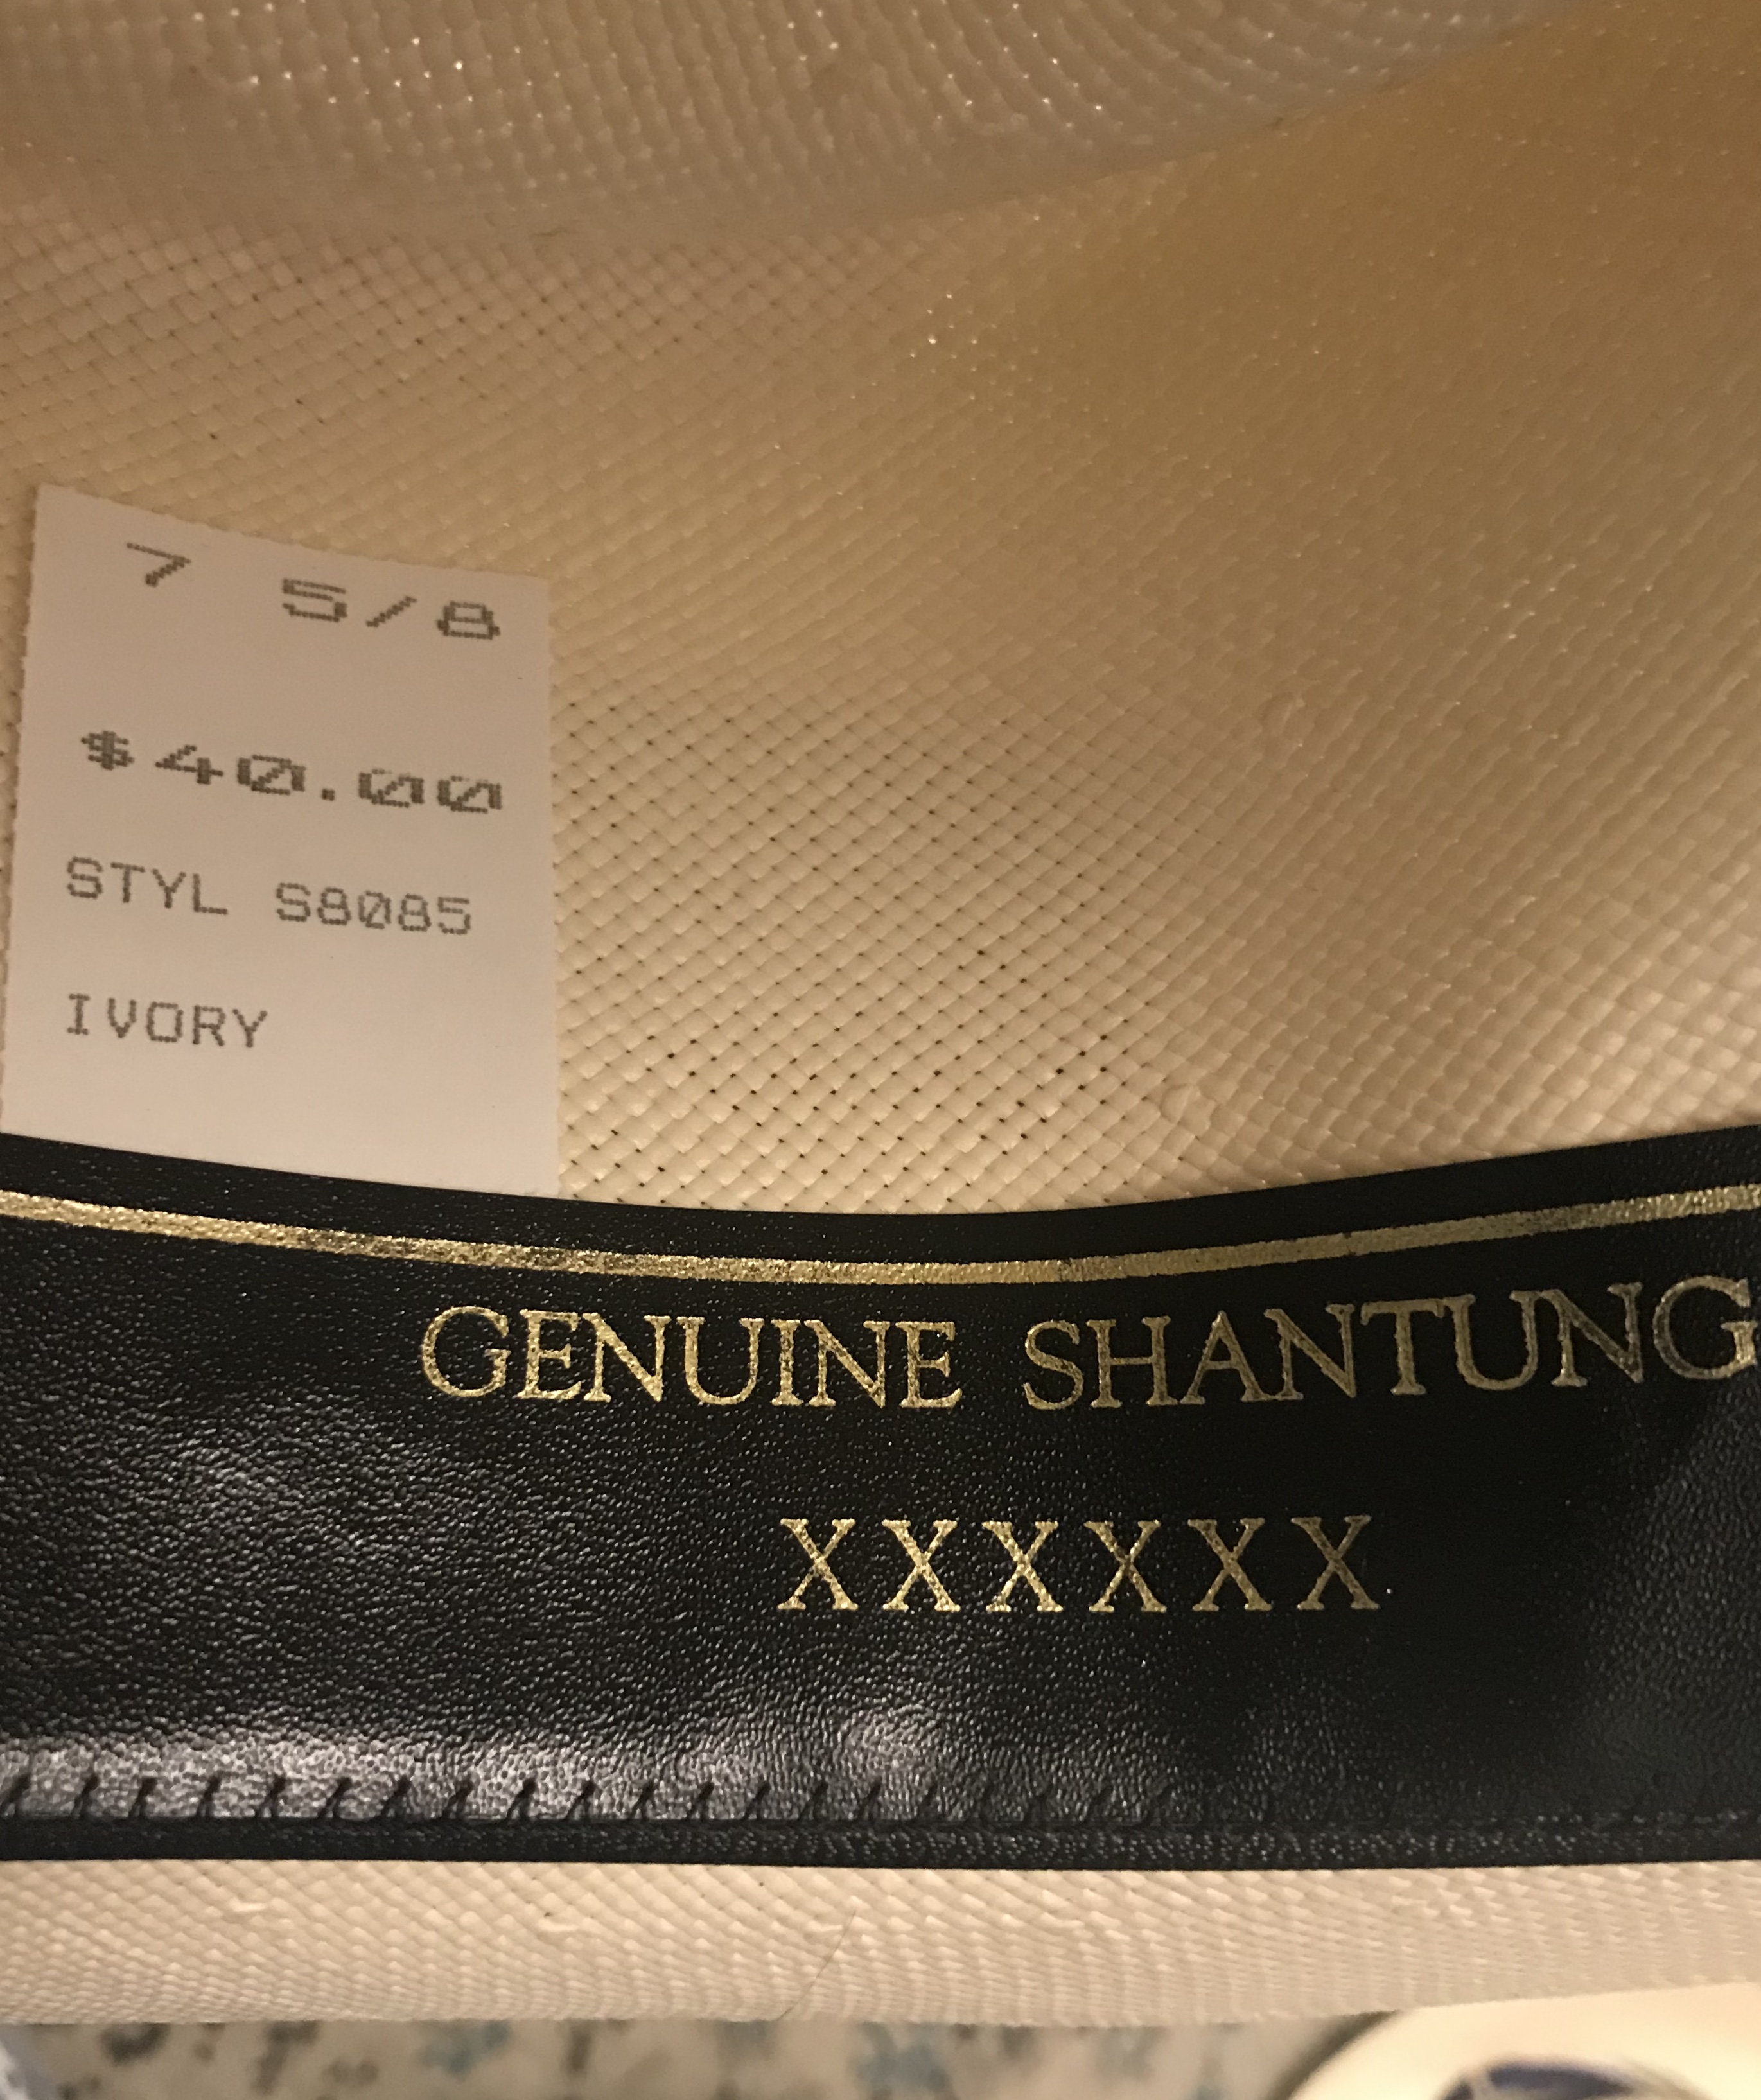 7 5/8
$40.00
STYL S8085
IVORY
GENUINE SHANTUNG
XXXXXX